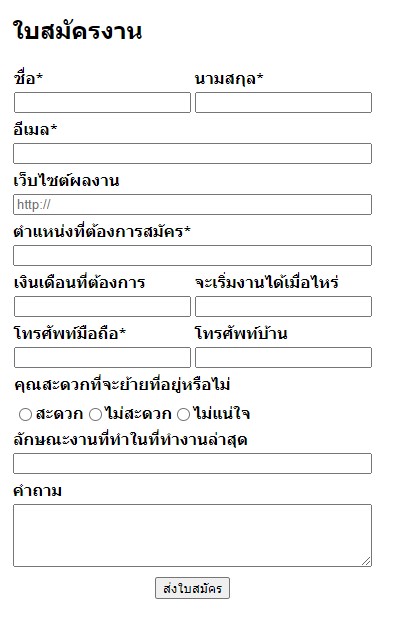 ใบสมัครงาน
ชื่อ* นามสกุล*
อีเมล*
เว็บไซต์ผลงาน
http://
ตำแหน่งที่ต้องการสมัคร*
เงินเดือนที่ต้องการ จะเริ่มงานได้เมื่อไหร่
โทรศัพท์มือถือ* โทรศัพท์บ้าน
คุณสะดวกที่จะย้ายที่อยู่หรือไม่
สะดวก ไม่สะดวก ไม่แน่ใจ
ลักษณะงานที่ทำในที่ทำงานล่าสุด
คำถาม
ส่งใบสมัคร